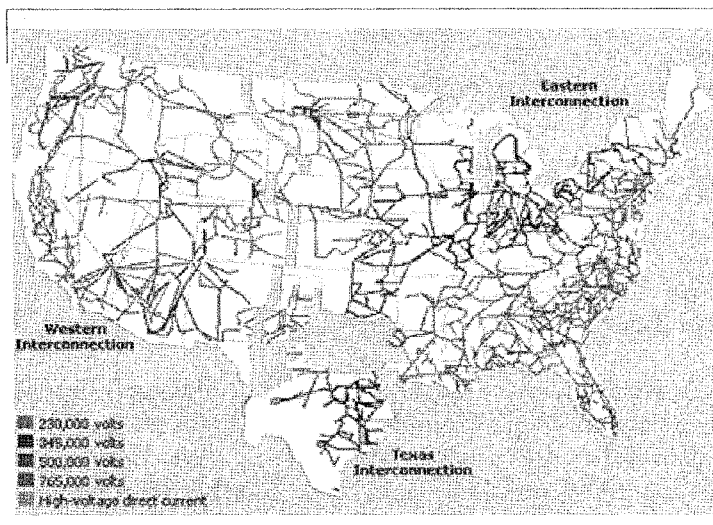 Eastern
Interconnection
Western
Interconnection
230,000 volts
345,000 volts
500,000 volts
765,000 volts
High-voltage direct current
Texas
Interconnection